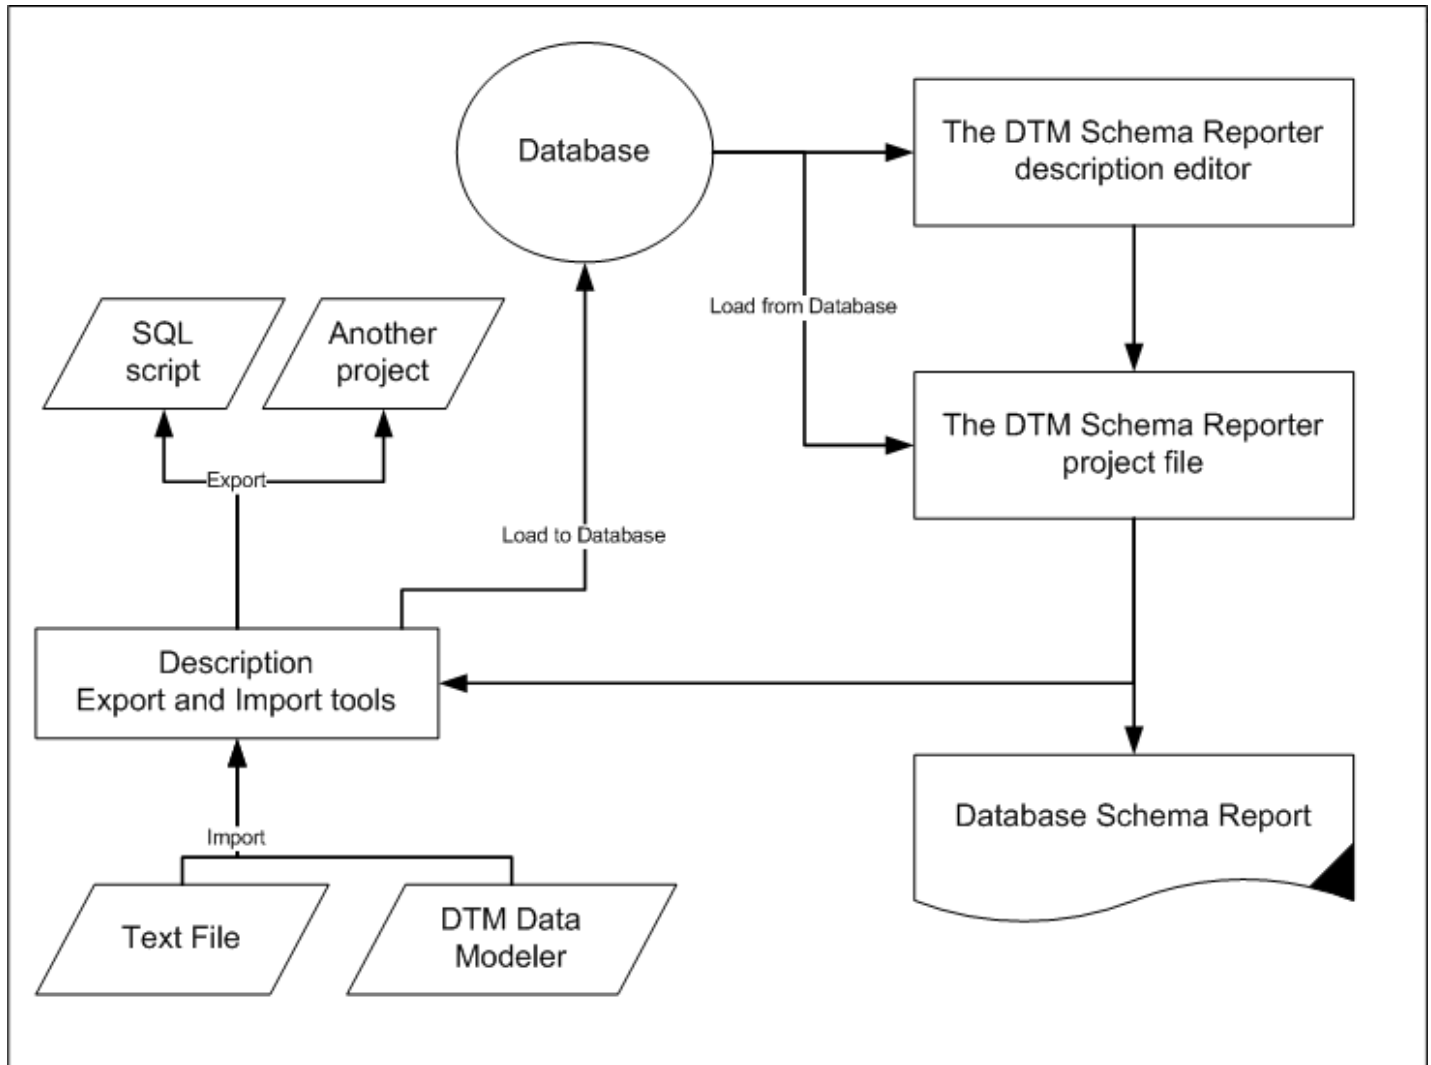 Database
The DTM Schema Reporter
description editor
Load from Database
SQL
script
Another
project
The DTM Schema Reporter
project file
Export
Load to Database
Description
Export and Import tools
Database Schema Report
Import
Text File
DTM Data
Modeler